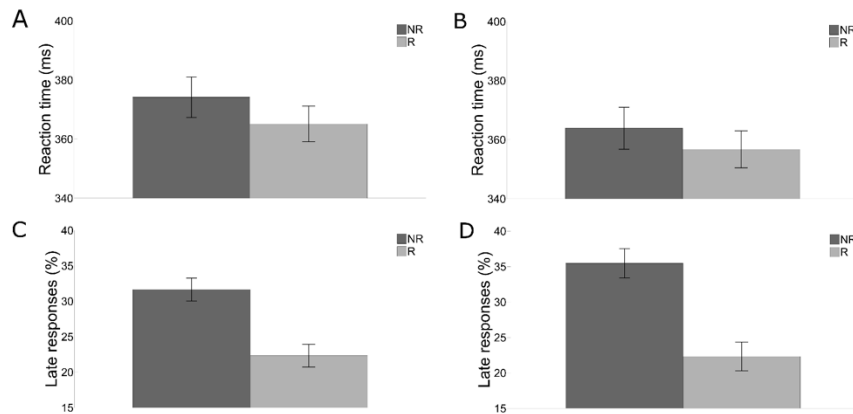 A
Reaction time (ms)
400
380
360
340
NR
R
B
Reaction time (ms)
400
380
360
340
NR
R
C
Late responses (%)
40
35
30
25
20
15
NR
R
D
Late responses (%)
40
35
30
25
20
15
NR
R